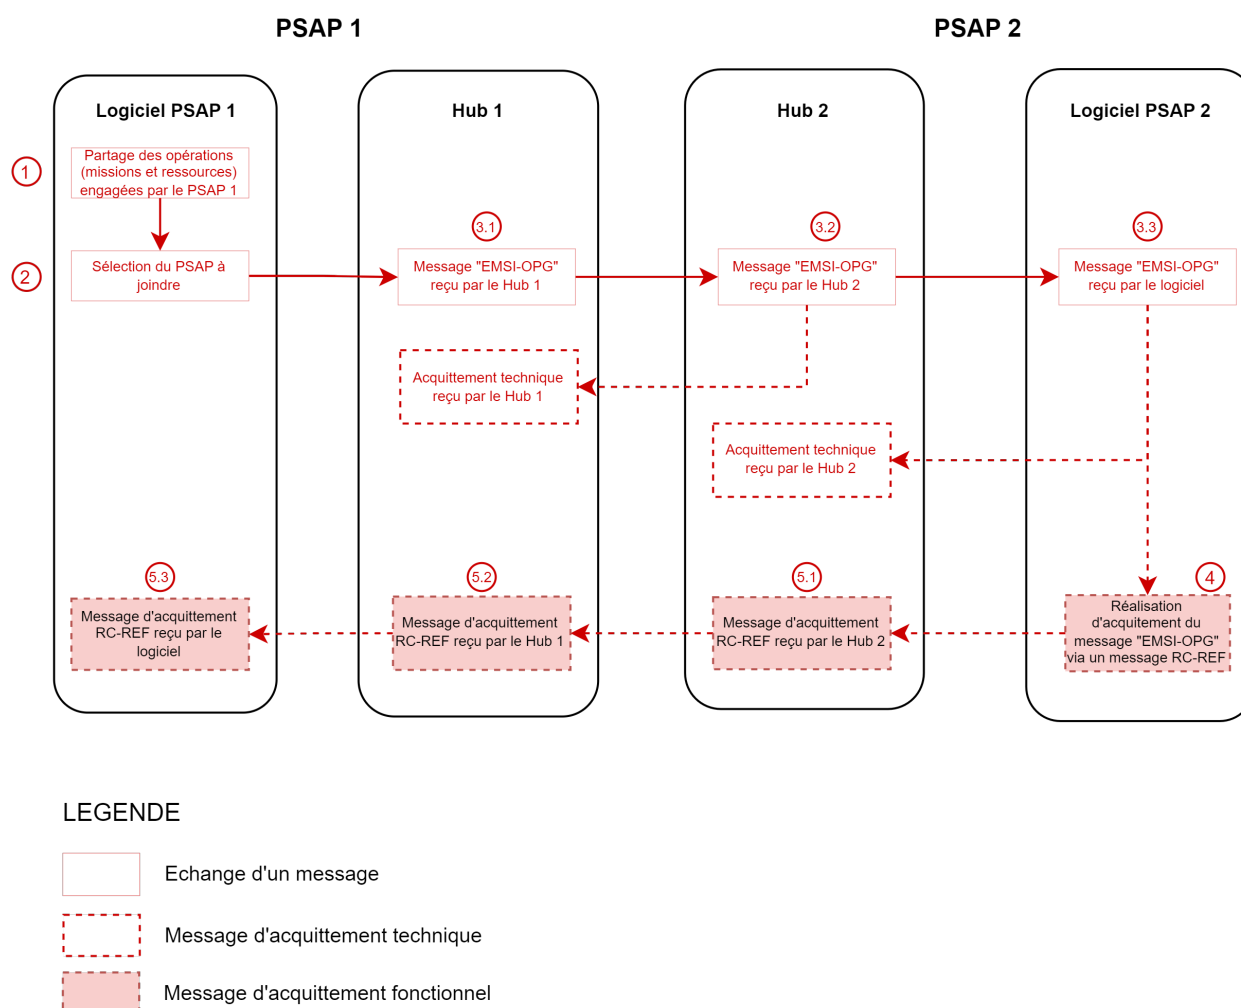 PSAP 1
PSAP 2
Logiciel PSAP 1
Hub 1
Hub 2
Logiciel PSAP 2
1
Partage des opérations
(missions et ressources)
engagées par le PSAP 1
3.1
3.2
3.3
2
Sélection du PSAP à
joindre
Message "EMSI-OPG"
reçu par le Hub 1
Message "EMSI-OPG"
reçu par le Hub 2
Message "EMSI-OPG"
reçu par le logiciel
Acquittement technique
reçu par le Hub 1
Acquittement technique
reçu par le Hub 2
5.3
5.2
5.1
4
Message d'acquittement
RC-REF reçu par le
logiciel
Message d'acquittement
RC-REF reçu par le Hub 1
Message d'acquittement
RC-REF reçu par le Hub 2
Réalisation
d'acquitement du
message "EMSI-OPG"
via un message RC-REF
LEGENDE
Echange d'un message
Message d'acquittement technique
Message d'acquittement fonctionnel